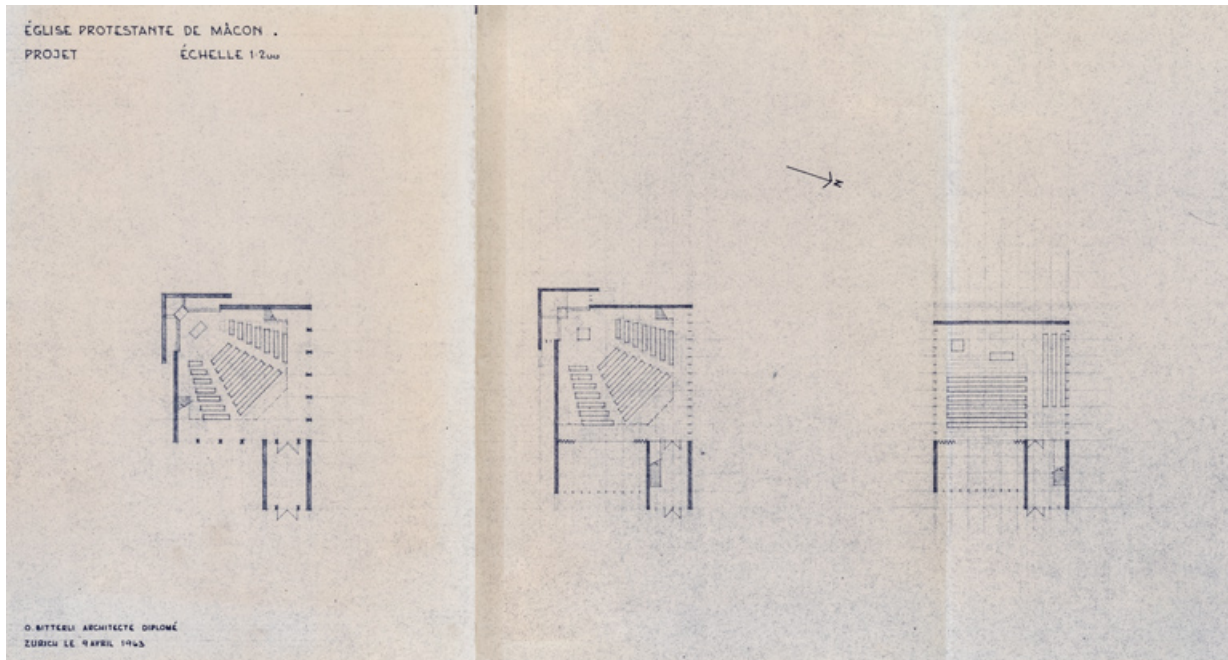 ÉGLISE PROTESTANTE DE MÂCON .
PROJET ÉCHELLE 1:200
N
O. BITTERLI ARCHITECTE DIPLOMÉ
ZURICH LE 9 AVRIL 1963